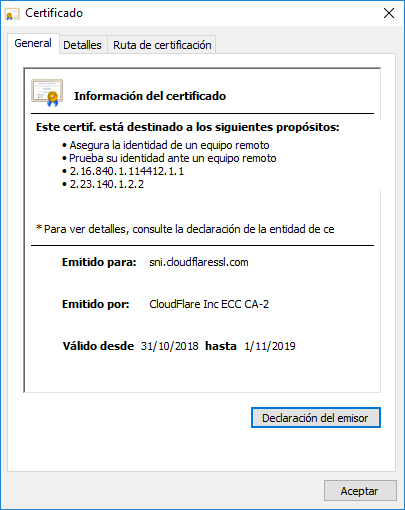 Certificado
General Detalles Ruta de certificación
Información del certificado
Este certif. está destinado a los siguientes propósitos:
• Asegura la identidad de un equipo remoto
• Prueba su identidad ante un equipo remoto
• 2.16.840.1.114412.1.1
• 2.23.140.1.2.2
* Para ver detalles, consulte la declaración de la entidad de ce
Emitido para: sni.cloudflaressl.com
Emitido por: CloudFlare Inc ECC CA-2
Válido desde 31/10/2018 hasta 1/11/2019
Declaración del emisor
Aceptar